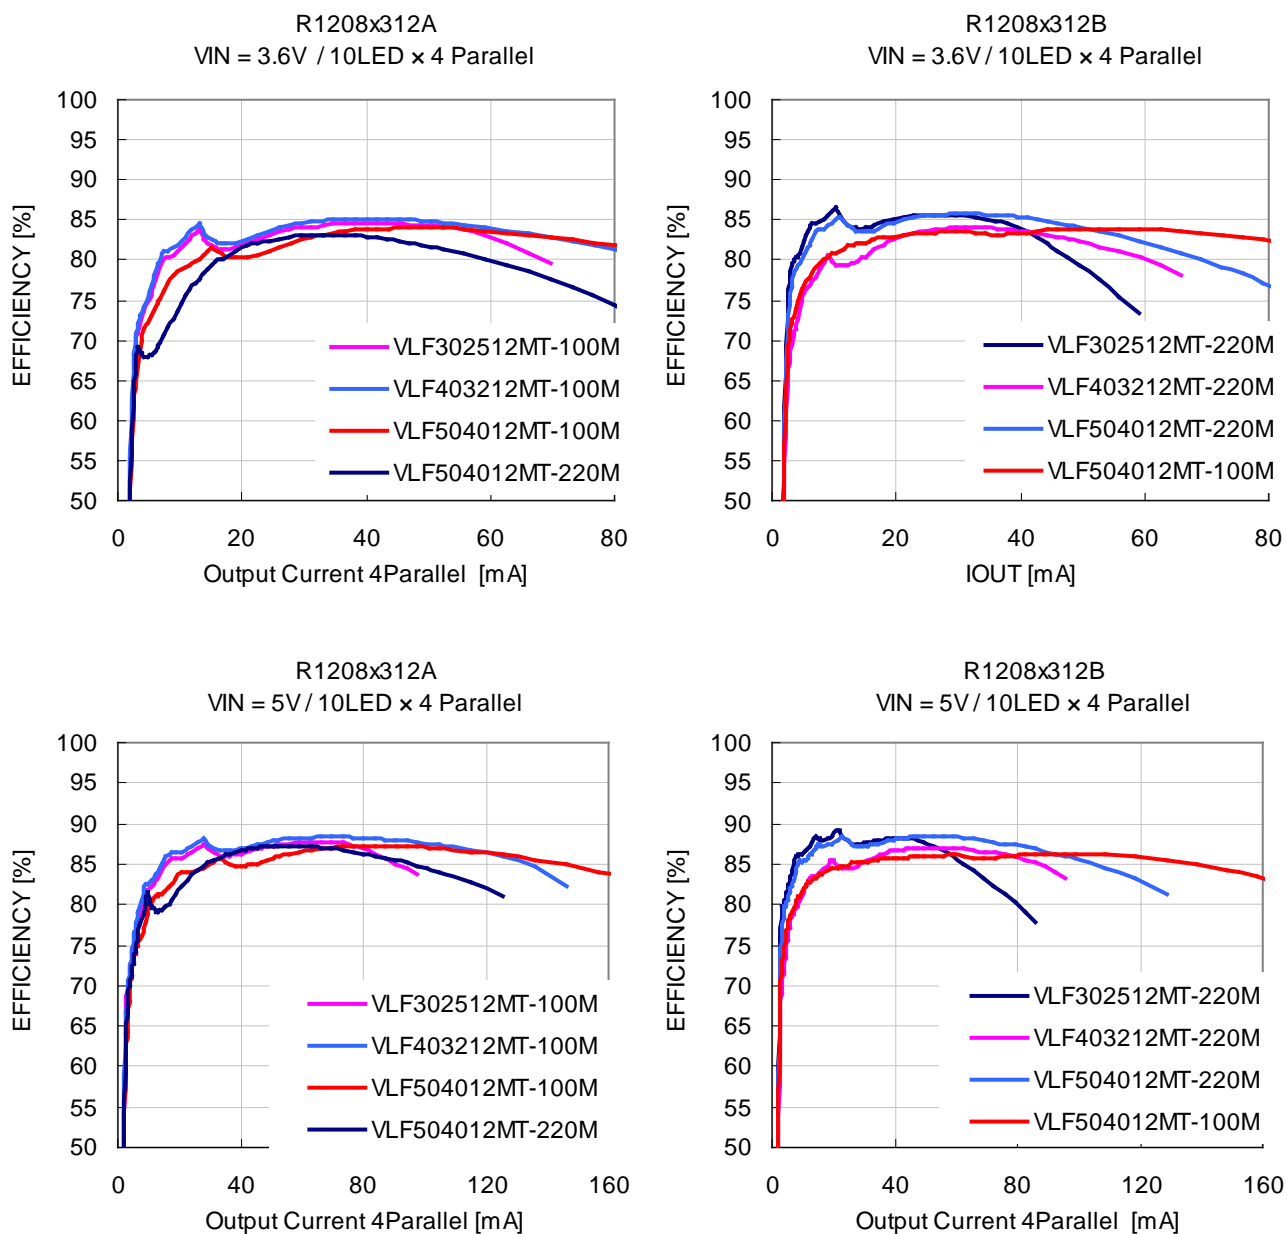 R1208x312A
VIN = 3.6V / 10LED × 4 Parallel
100
95
90
85
80
75
70
65
60
55
50
EFFICIENCY [%]
VLF302512MT-100M
VLF403212MT-100M
VLF504012MT-100M
VLF504012MT-220M
0 20 40 60 80
Output Current 4Parallel [mA]
R1208x312B
VIN = 3.6V / 10LED × 4 Parallel
100
95
90
85
80
75
70
65
60
55
50
EFFICIENCY [%]
VLF302512MT-220M
VLF403212MT-220M
VLF504012MT-220M
VLF504012MT-100M
0 20 40 60 80
IOUT [mA]
R1208x312A
VIN = 5V / 10LED × 4 Parallel
100
95
90
85
80
75
70
65
60
55
50
EFFICIENCY [%]
VLF302512MT-100M
VLF403212MT-100M
VLF504012MT-100M
VLF504012MT-220M
0 40 80 120 160
Output Current 4Parallel [mA]
R1208x312B
VIN = 5V / 10LED × 4 Parallel
100
95
90
85
80
75
70
65
60
55
50
EFFICIENCY [%]
VLF302512MT-220M
VLF403212MT-220M
VLF504012MT-220M
VLF504012MT-100M
0 40 80 120 160
Output Current 4Parallel [mA]